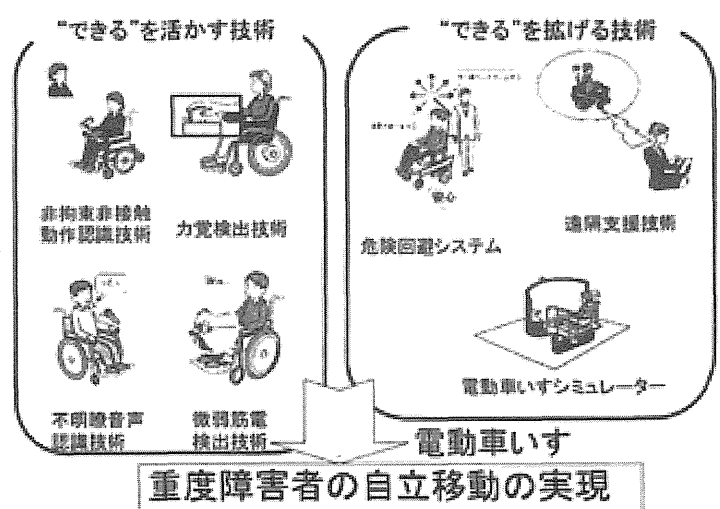 “できる”を活かす技術
非拘束非接触
動作認識技術
力覚検出技術
不明瞭音声
認識技術
微弱筋電
検出技術
“できる”を拡げる技術
安心
危険回避システム
遠隔支援技術
電動車いすシミュレーター
電動車いす
重度障害者の自立移動の実現